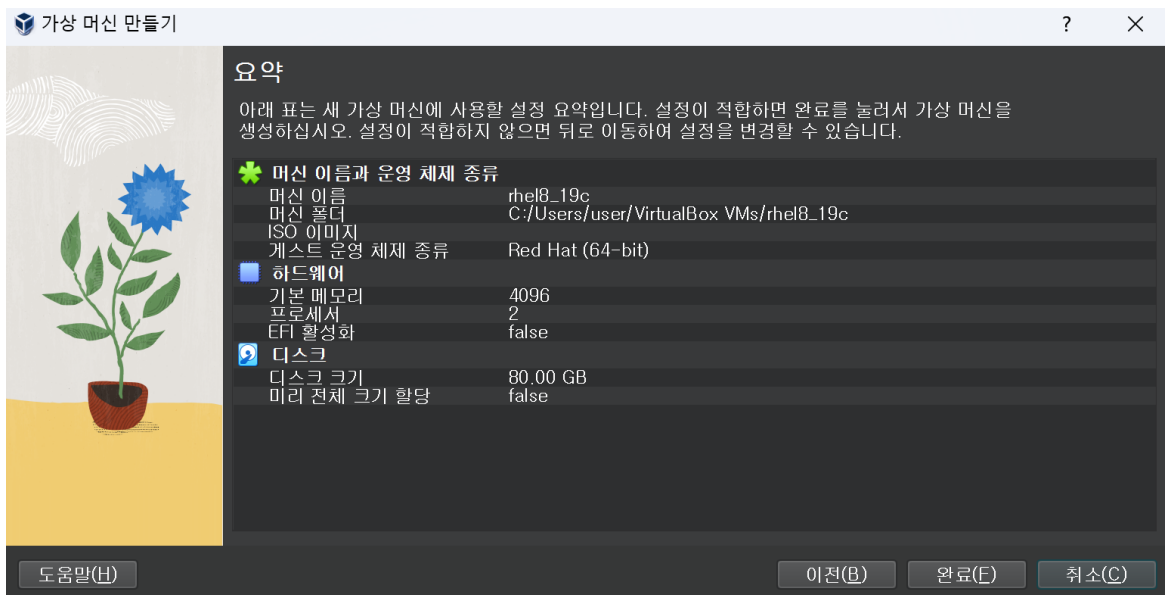 가상 머신 만들기
?
요약
아래 표는 새 가상 머신에 사용할 설정 요약입니다. 설정이 적합하면 완료를 눌러서 가상 머신을
생성하십시오. 설정이 적합하지 않으면 뒤로 이동하여 설정을 변경할 수 있습니다.
머신 이름과 운영 체제 종류
머신 이름 rhel8_19c
머신 폴더 C:/Users/user/VirtualBox VMs/rhel8_19c
ISO 이미지
게스트 운영 체제 종류 Red Hat (64-bit)
하드웨어
기본 메모리 4096
프로세서 2
EFI 활성화 false
디스크
디스크 크기 80.00 GB
미리 전체 크기 할당 false
도움말(H) 이전(B) 완료(F) 취소(C)